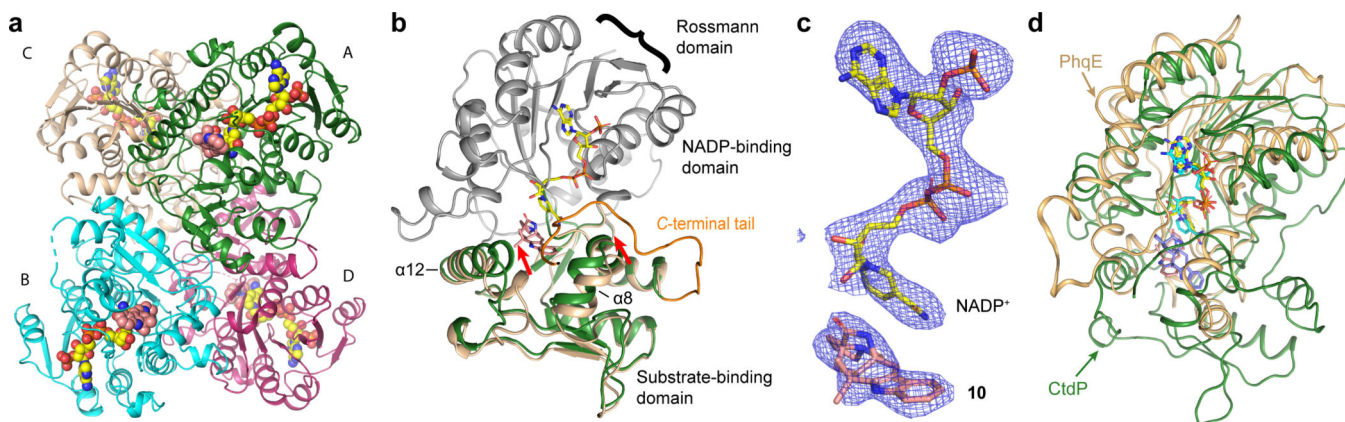 a
C
A
B
D
b
Rossmann
domain
NADP-binding
domain
C-terminal tail
α12
α8
Substrate-binding
domain
c
NADP⁺
10
d
PhqE
CtdP